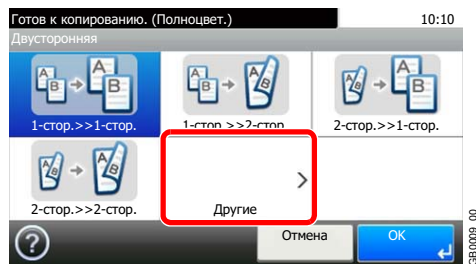 Готов к копированию. (Полноцвет.) 10:10
Двусторонняя
A B A B
A B A B
A B A B
1-стор.>>1-стор. 1-стор.>>2-стор. 2-стор.>>1-стор.
A B A B
2-стор.>>2-стор. Другие >
? Отмена OK
GB0009_00